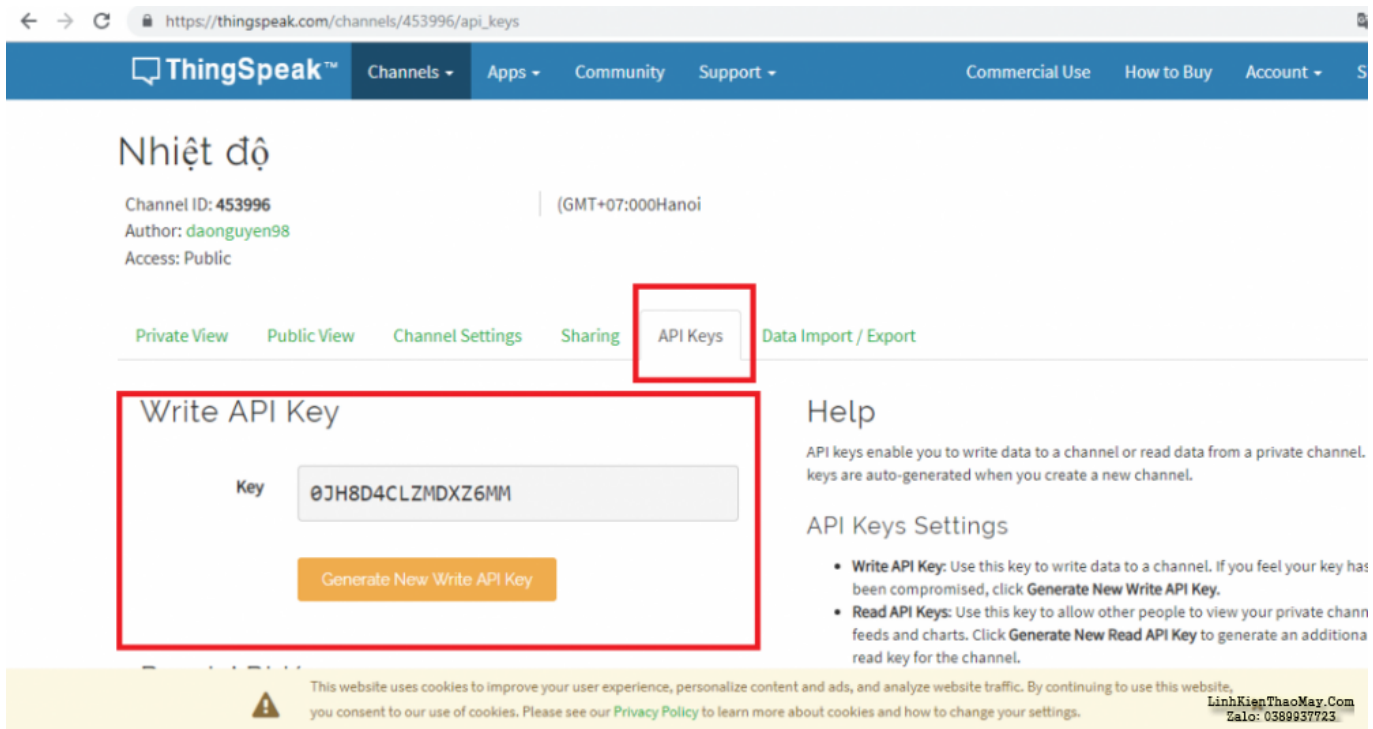 https://thingspeak.com/channels/453996/api_keys
ThingSpeak™ Channels Apps Community Support Commercial Use How to Buy Account
Nhiệt độ
Channel ID: 453996 (GMT+07:000Hanoi
Author: daonguyen98
Access: Public
Private View Public View Channel Settings Sharing API Keys Data Import / Export
Write API Key
Key 0JH8D4CLZMDXZ6MM
Generate New Write API Key
Help
API keys enable you to write data to a channel or read data from a private channel.
keys are auto-generated when you create a new channel.
API Keys Settings
Write API Key: Use this key to write data to a channel. If you feel your key has
been compromised, click Generate New Write API Key.
Read API Keys: Use this key to allow other people to view your private
feeds and charts. Click Generate New Read API Key to generate an
read key for the channel.
This website uses cookies to improve your user experience, personalize content and ads, and analyze website traffic. By continuing to use this website,
you consent to our use of cookies. Please see our Privacy Policy to learn more about cookies and how to change your settings.
LinhKienThaoMay.Com
Zalo: 0389937723